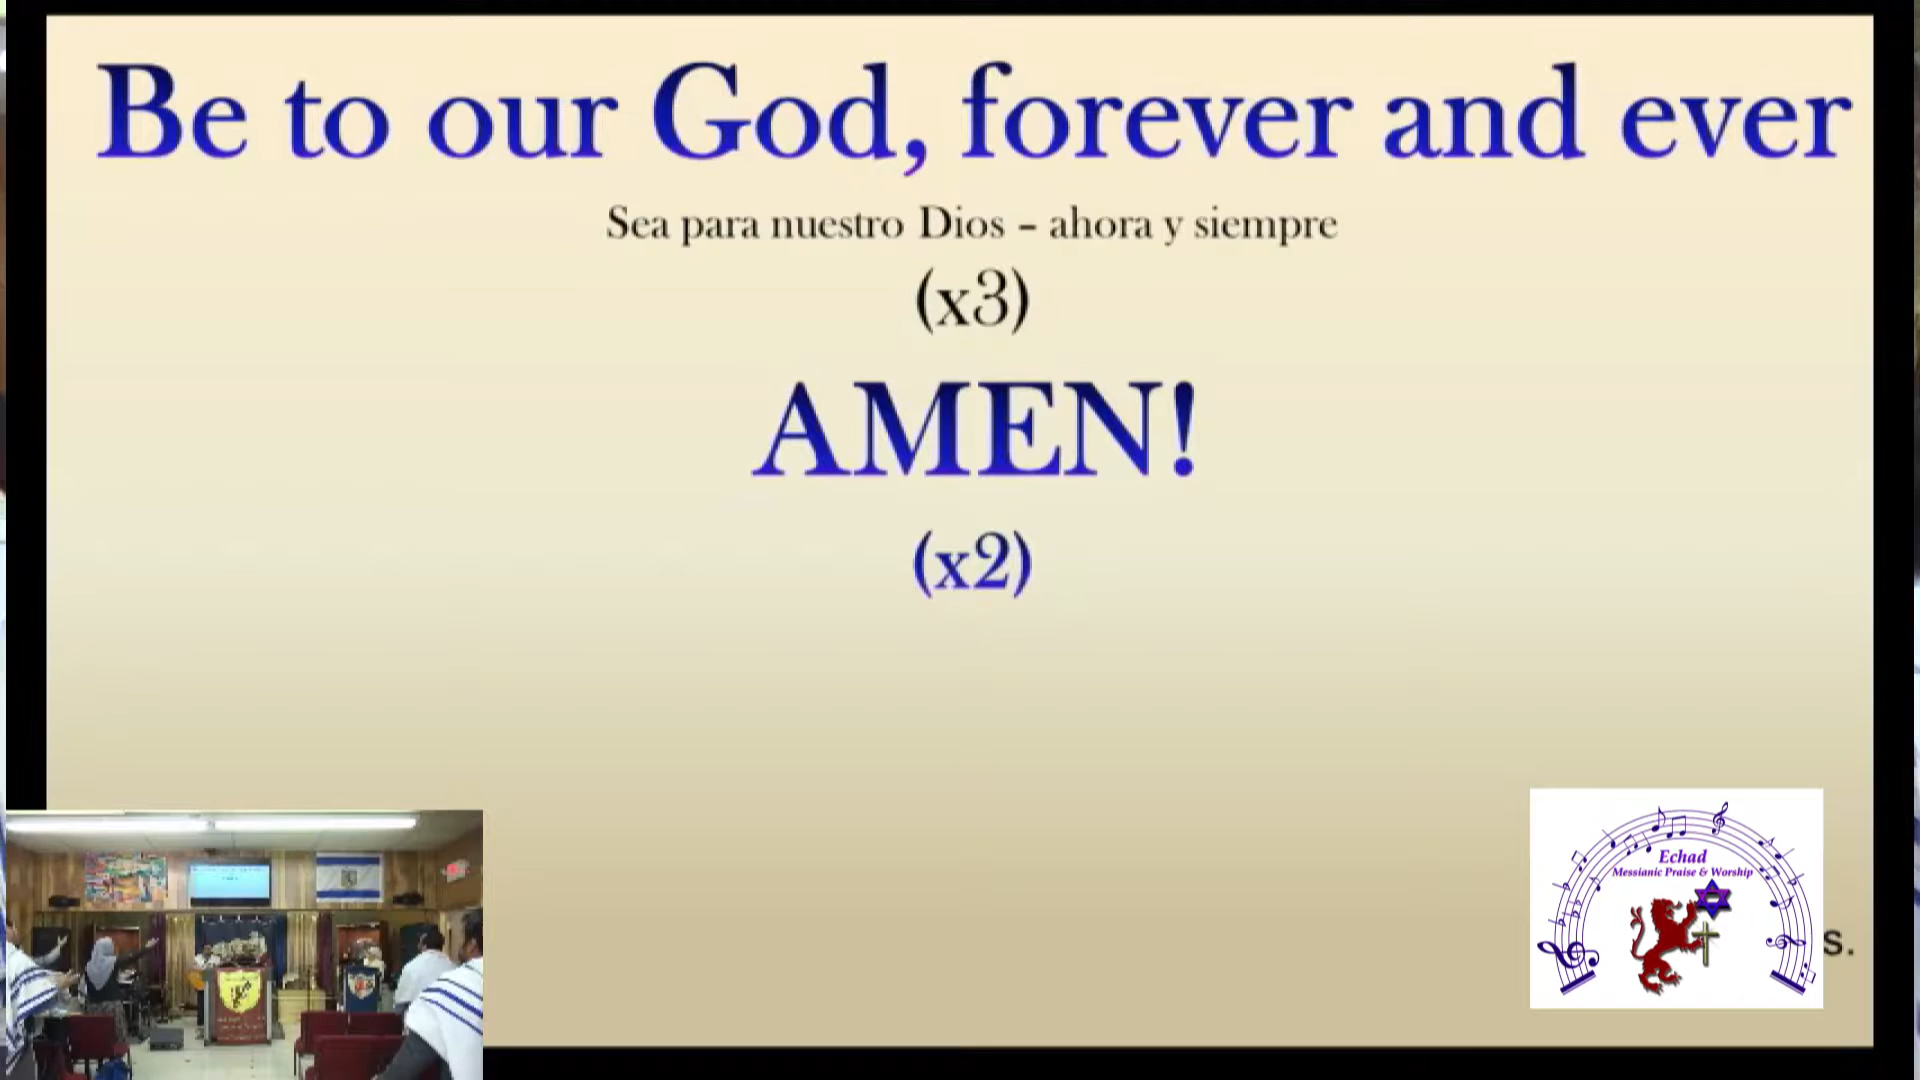 Be to our God, forever and ever
Sea para nuestro Dios – ahora y siempre
(x3)
AMEN!
(x2)
Echad
Messianic Praise & Worship
s.